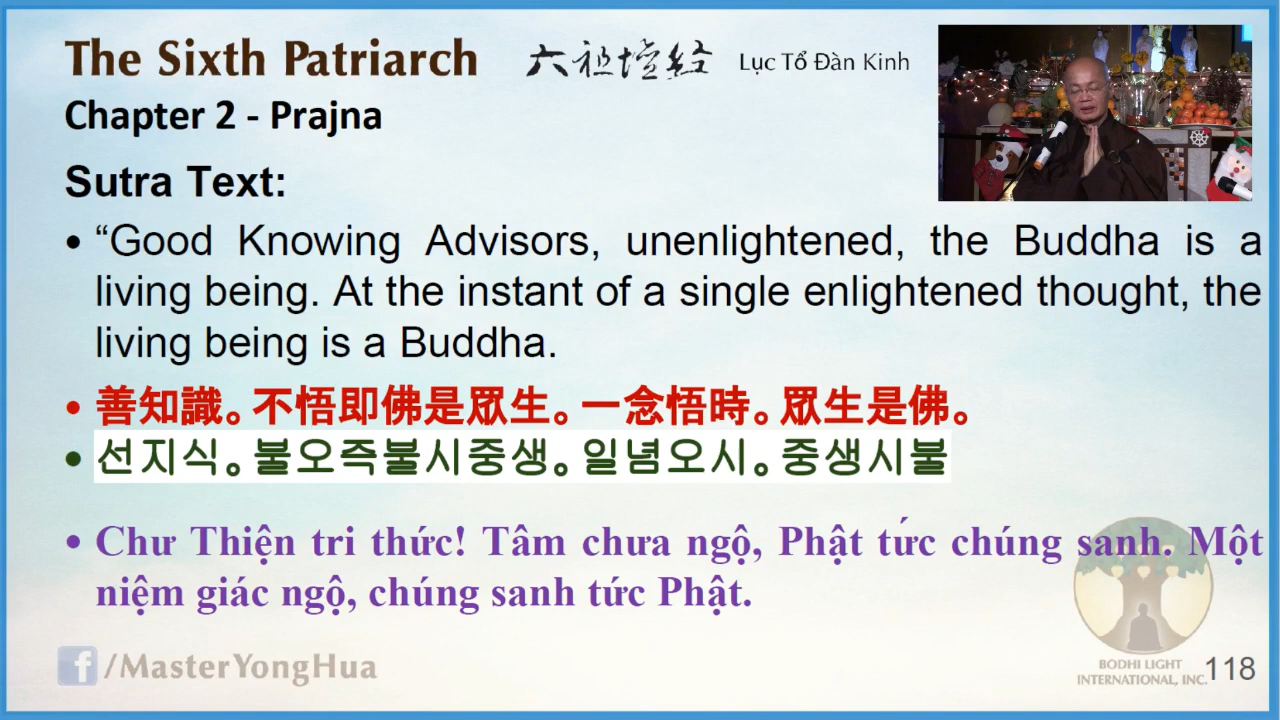 The Sixth Patriarch 六祖壇经 Lục Tổ Đàn Kinh
Chapter 2 - Prajna
Sutra Text:
• “Good Knowing Advisors, unenlightened, the Buddha is a
living being. At the instant of a single enlightened thought, the
living being is a Buddha.
• 善知識。不悟即佛是眾生。一念悟時。眾生是佛。
• 선지식。불오즉불시중생。일념오시。중생시불
• Chư Thiện tri thức! Tâm chưa ngộ, Phật tức chúng sanh. Một
niệm giác ngộ, chúng sanh tức Phật.
f /MasterYongHua
BODHI LIGHT
INTERNATIONAL, INC.
118